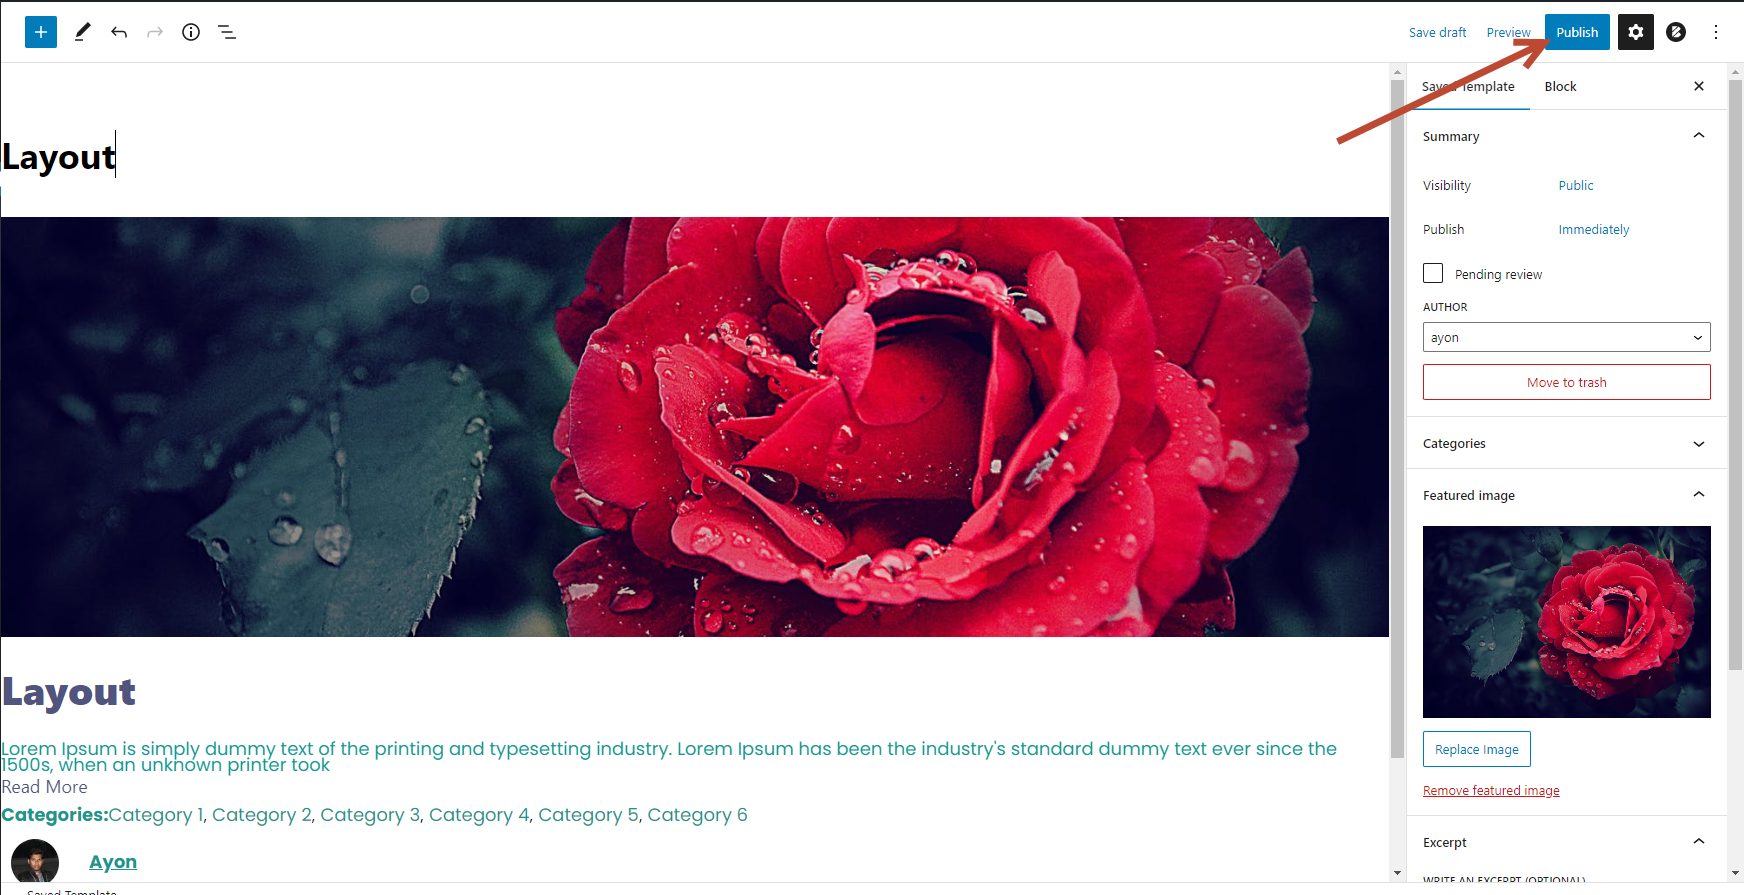 Save draft
Preview
Publish
Saved Template
Block
Layout
Summary
Visibility
Public
Publish
Immediately
Pending review
AUTHOR
ayon
Move to trash
Categories
Featured image
Replace Image
Remove featured image
Excerpt
WRITE AN EXCERPT (OPTIONAL)
Layout
Lorem Ipsum is simply dummy text of the printing and typesetting industry. Lorem Ipsum has been the industry's standard dummy text ever since the
1500s, when an unknown printer took
Read More
Categories:Category 1, Category 2, Category 3, Category 4, Category 5, Category 6
Ayon
Saved Template